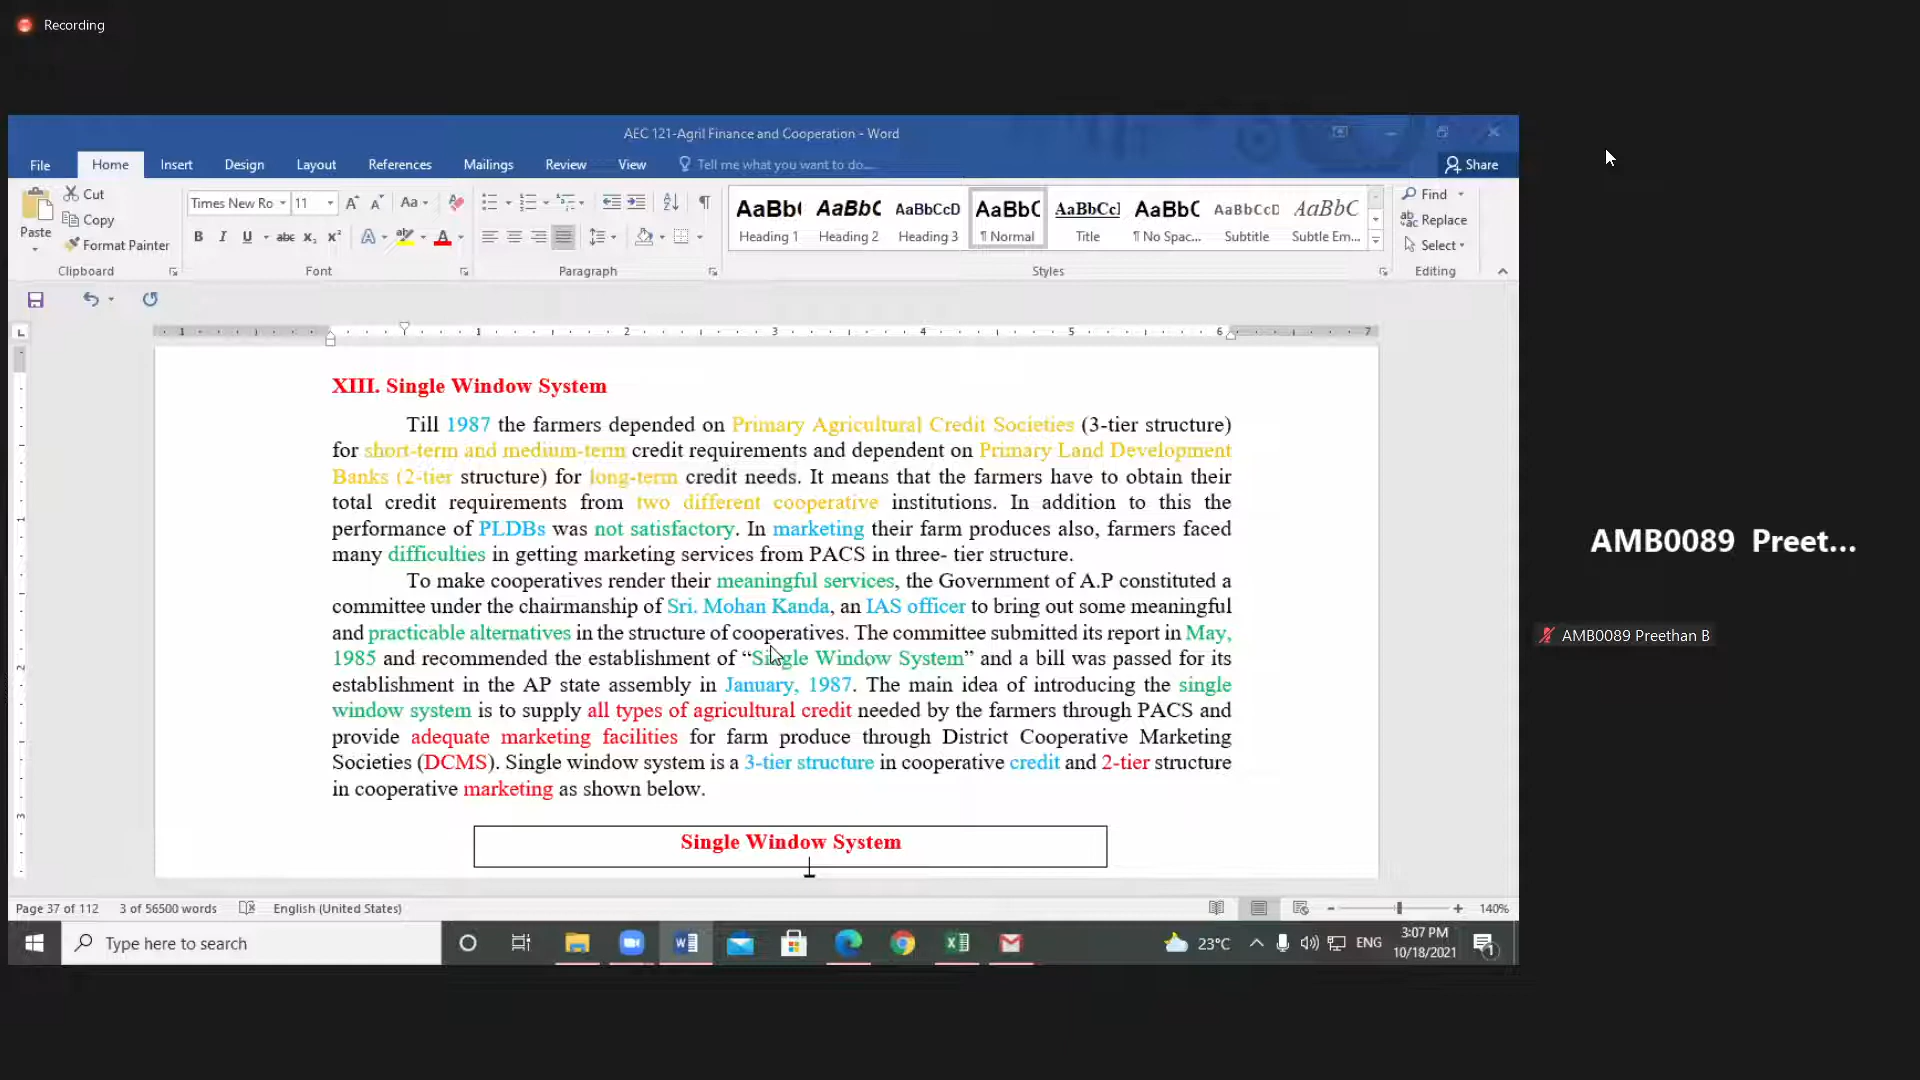 Recording
AEC 121-Agril Finance and Cooperation - Word
File Home Insert Design Layout References Mailings Review View Tell me what you want to do... Share
Paste
Cut
Copy
Format Painter
Clipboard
Times New Ro 11
Font
Paragraph
AaBb( AaBbC AaBbCcD AaBbC AaBbCcl AaBbC AaBbCcD AaBbC
Heading 1 Heading 2 Heading 3 ¶ Normal Title ¶ No Spac... Subtitle Subtle Em...
Styles
Find
Replace
Select
Editing
1 1 2 3 4 5 6 7
XIII. Single Window System
Till 1987 the farmers depended on Primary Agricultural Credit Societies (3-tier structure)
for short-term and medium-term credit requirements and dependent on Primary Land Development
Banks (2-tier structure) for long-term credit needs. It means that the farmers have to obtain their
total credit requirements from two different cooperative institutions. In addition to this the
performance of PLDBs was not satisfactory. In marketing their farm produces also, farmers faced
many difficulties in getting marketing services from PACS in three- tier structure.
To make cooperatives render their meaningful services, the Government of A.P constituted a
committee under the chairmanship of Sri. Mohan Kanda, an IAS officer to bring out some meaningful
and practicable alternatives in the structure of cooperatives. The committee submitted its report in May,
1985 and recommended the establishment of “Single Window System” and a bill was passed for its
establishment in the AP state assembly in January, 1987. The main idea of introducing the single
window system is to supply all types of agricultural credit needed by the farmers through PACS and
provide adequate marketing facilities for farm produce through District Cooperative Marketing
Societies (DCMS). Single window system is a 3-tier structure in cooperative credit and 2-tier structure
in cooperative marketing as shown below.
Single Window System
AMB0089 Preet...
AMB0089 Preethan B
Page 37 of 112 3 of 56500 words English (United States) 140%
Type here to search
23°C ENG
3:07 PM
10/18/2021
1